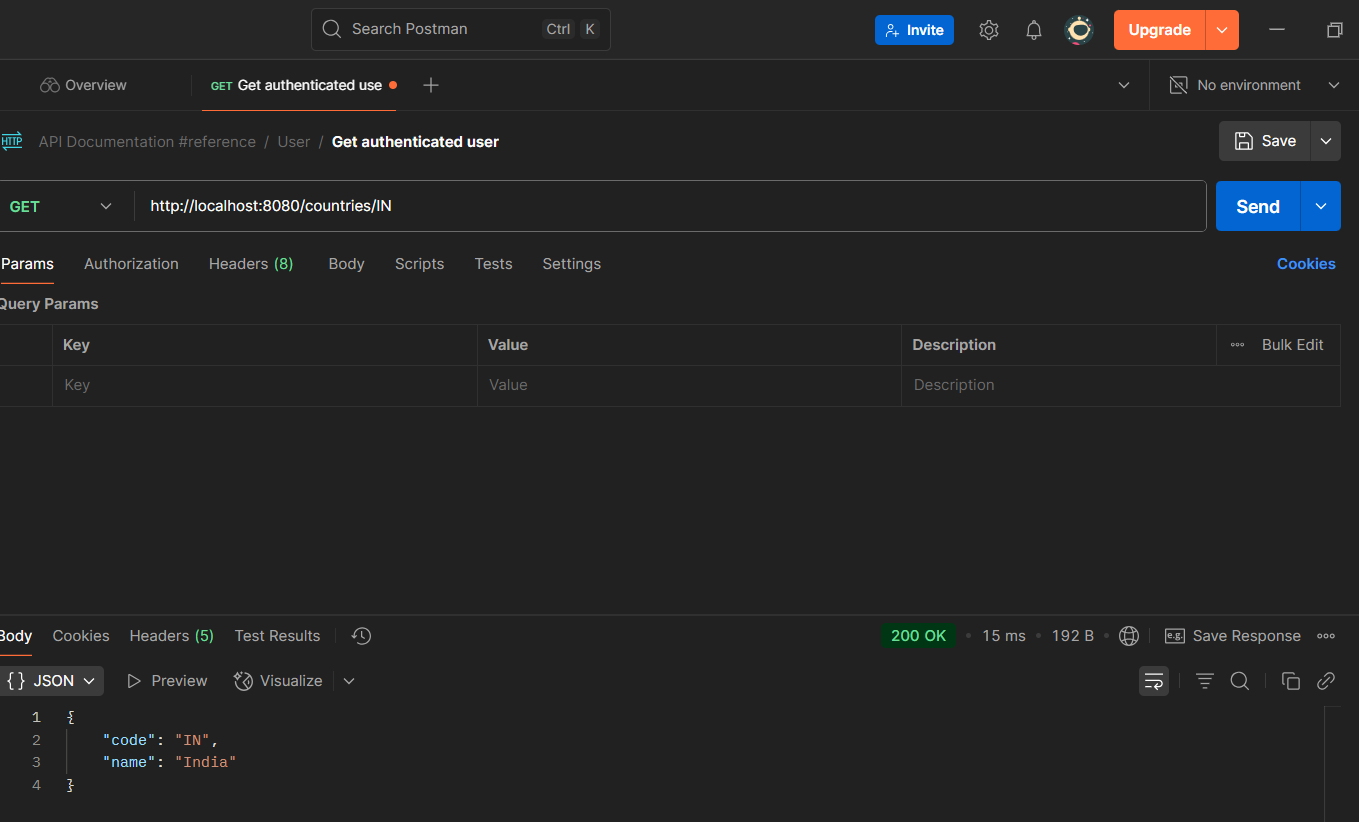 Search Postman Ctrl K Invite Upgrade
Overview GET Get authenticated use No environment
HTTP API Documentation #reference / User / Get authenticated user Save
GET http://localhost:8080/countries/IN Send
Params Authorization Headers (8) Body Scripts Tests Settings Cookies
Query Params
Key Value Description Bulk Edit
Key Value Description
Body Cookies Headers (5) Test Results 200 OK • 15 ms • 192 B • e.g. Save Response
{} JSON Preview Visualize
1 {
2 "code": "IN",
3 "name": "India"
4 }